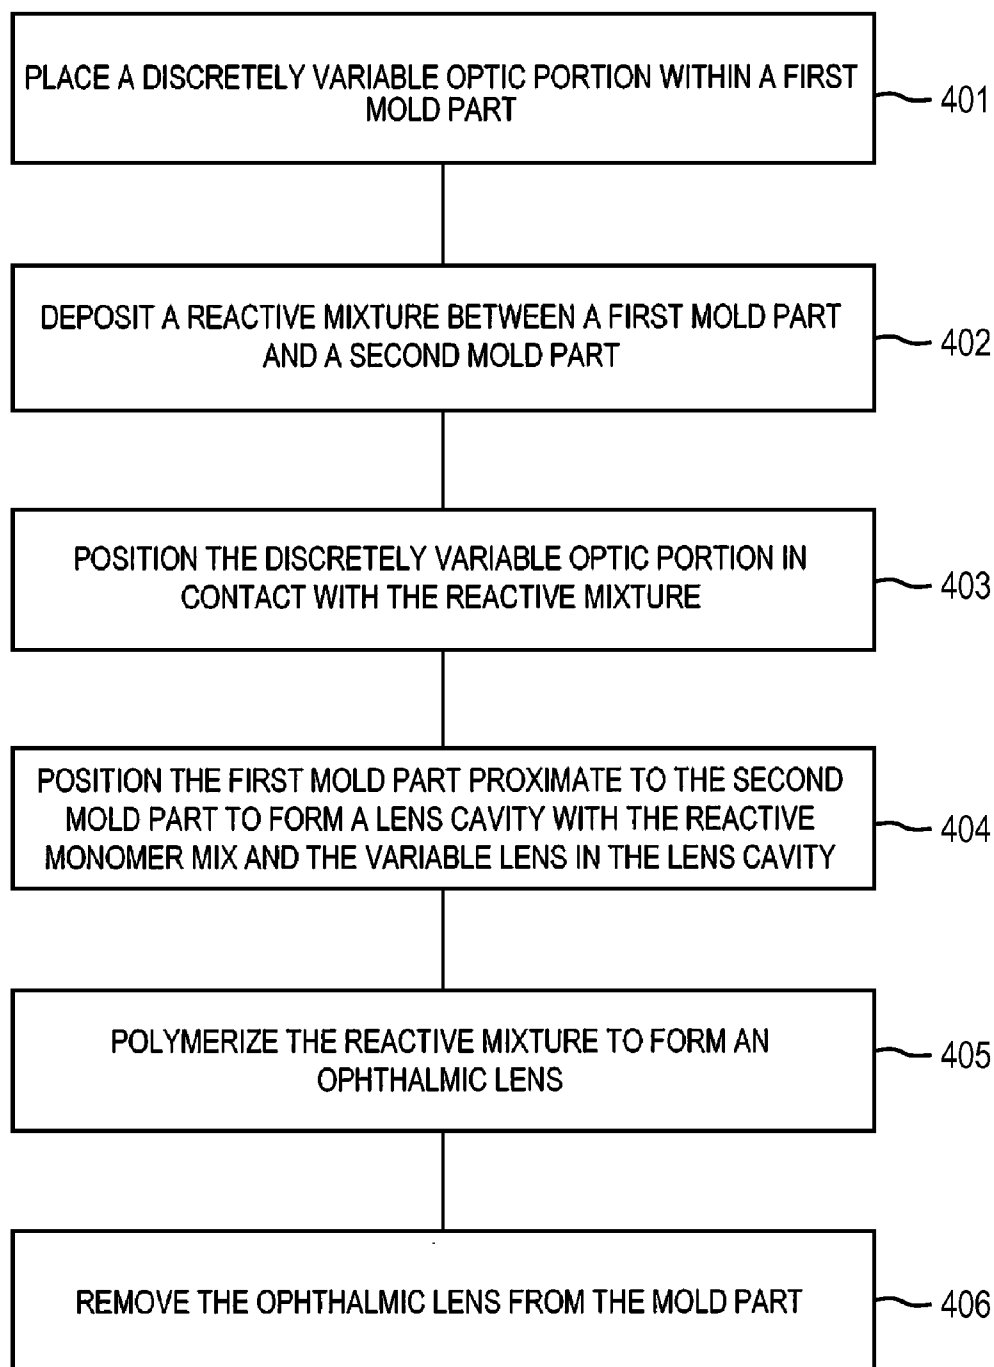 PLACE A DISCRETELY VARIABLE OPTIC PORTION WITHIN A FIRST
MOLD PART
401
DEPOSIT A REACTIVE MIXTURE BETWEEN A FIRST MOLD PART
AND A SECOND MOLD PART
402
POSITION THE DISCRETELY VARIABLE OPTIC PORTION IN
CONTACT WITH THE REACTIVE MIXTURE
403
POSITION THE FIRST MOLD PART PROXIMATE TO THE SECOND
MOLD PART TO FORM A LENS CAVITY WITH THE REACTIVE
MONOMER MIX AND THE VARIABLE LENS IN THE LENS CAVITY
404
POLYMERIZE THE REACTIVE MIXTURE TO FORM AN
OPHTHALMIC LENS
405
REMOVE THE OPHTHALMIC LENS FROM THE MOLD PART
406